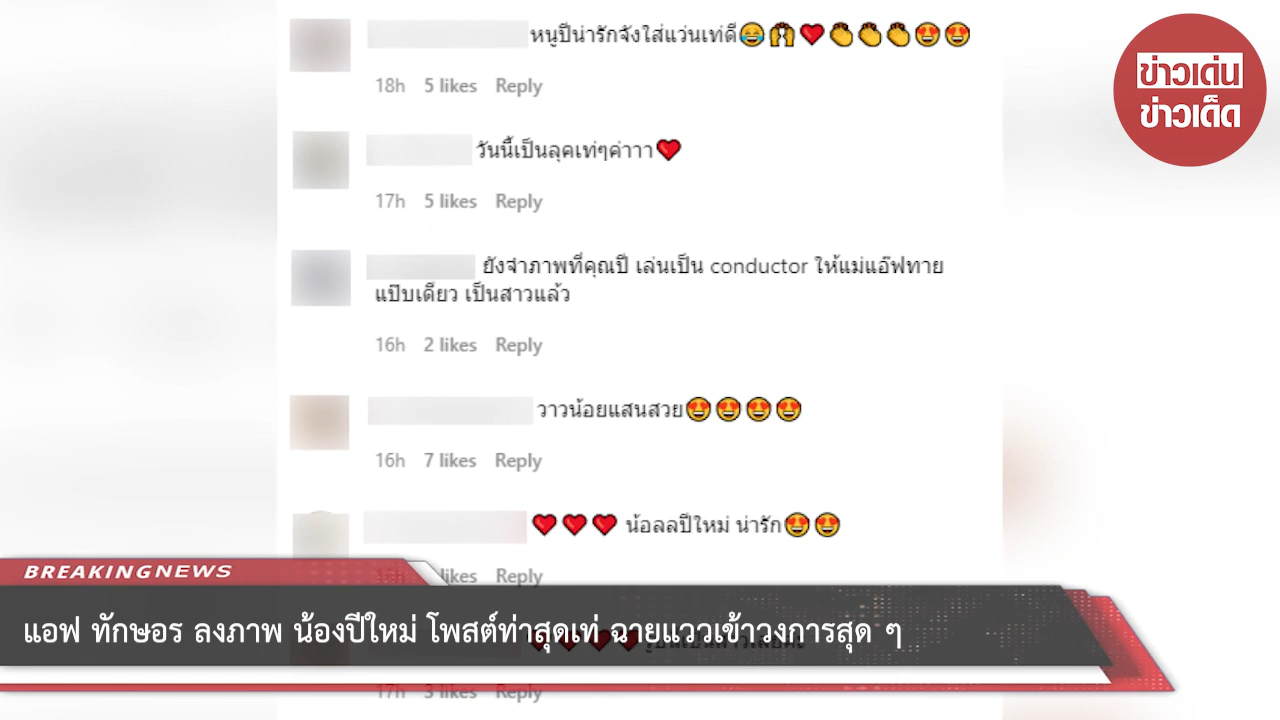 ข่าวเด่น
ข่าวเด็ด
หนูปีน่ารักจังใส่แว่นเท่ดี😂🙌❤️👏👏👏😍😍
18h 5 likes Reply
วันนี้เป็นลุคเท่ๆค่าาา❤️
17h 5 likes Reply
ยังจำภาพที่คุณปี เล่นเป็น conductor ให้แม่แอ๊ฟทาย
แป๊บเดียว เป็นสาวแล้ว
16h 2 likes Reply
วาวน้อยแสนสวย😍😍😍😍
16h 7 likes Reply
❤️❤️❤️ น้อลลปีใหม่ น่ารัก😍😍
16h likes Reply
BREAKINGNEWS
แอฟ ทักษอร ลงภาพ น้องปีใหม่ โพสต์ท่าสุดเท่ ฉายแววเข้าวงการสุด ๆ
17h 3 likes Reply